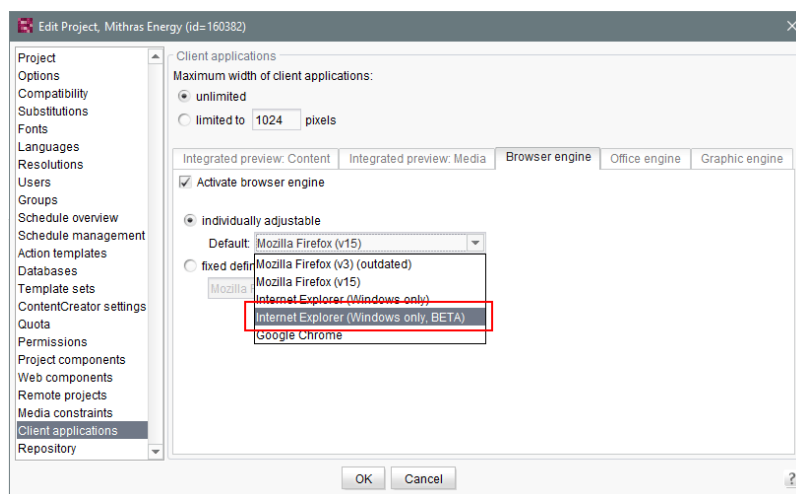 Edit Project, Mithras Energy (id=160382)
Project
Options
Compatibility
Substitutions
Fonts
Languages
Resolutions
Users
Groups
Schedule overview
Schedule management
Action templates
Databases
Template sets
ContentCreator settings
Quota
Permissions
Project components
Web components
Remote projects
Media constraints
Client applications
Repository
Client applications
Maximum width of client applications:
unlimited
limited to 1024 pixels
Integrated preview: Content Integrated preview: Media Browser engine Office engine Graphic engine
Activate browser engine
individually adjustable
Default: Mozilla Firefox (v15)
fixed defin
Mozilla F
Mozilla Firefox (v3) (outdated)
Mozilla Firefox (v15)
Internet Explorer (Windows only)
Internet Explorer (Windows only, BETA)
Google Chrome
OK Cancel ?